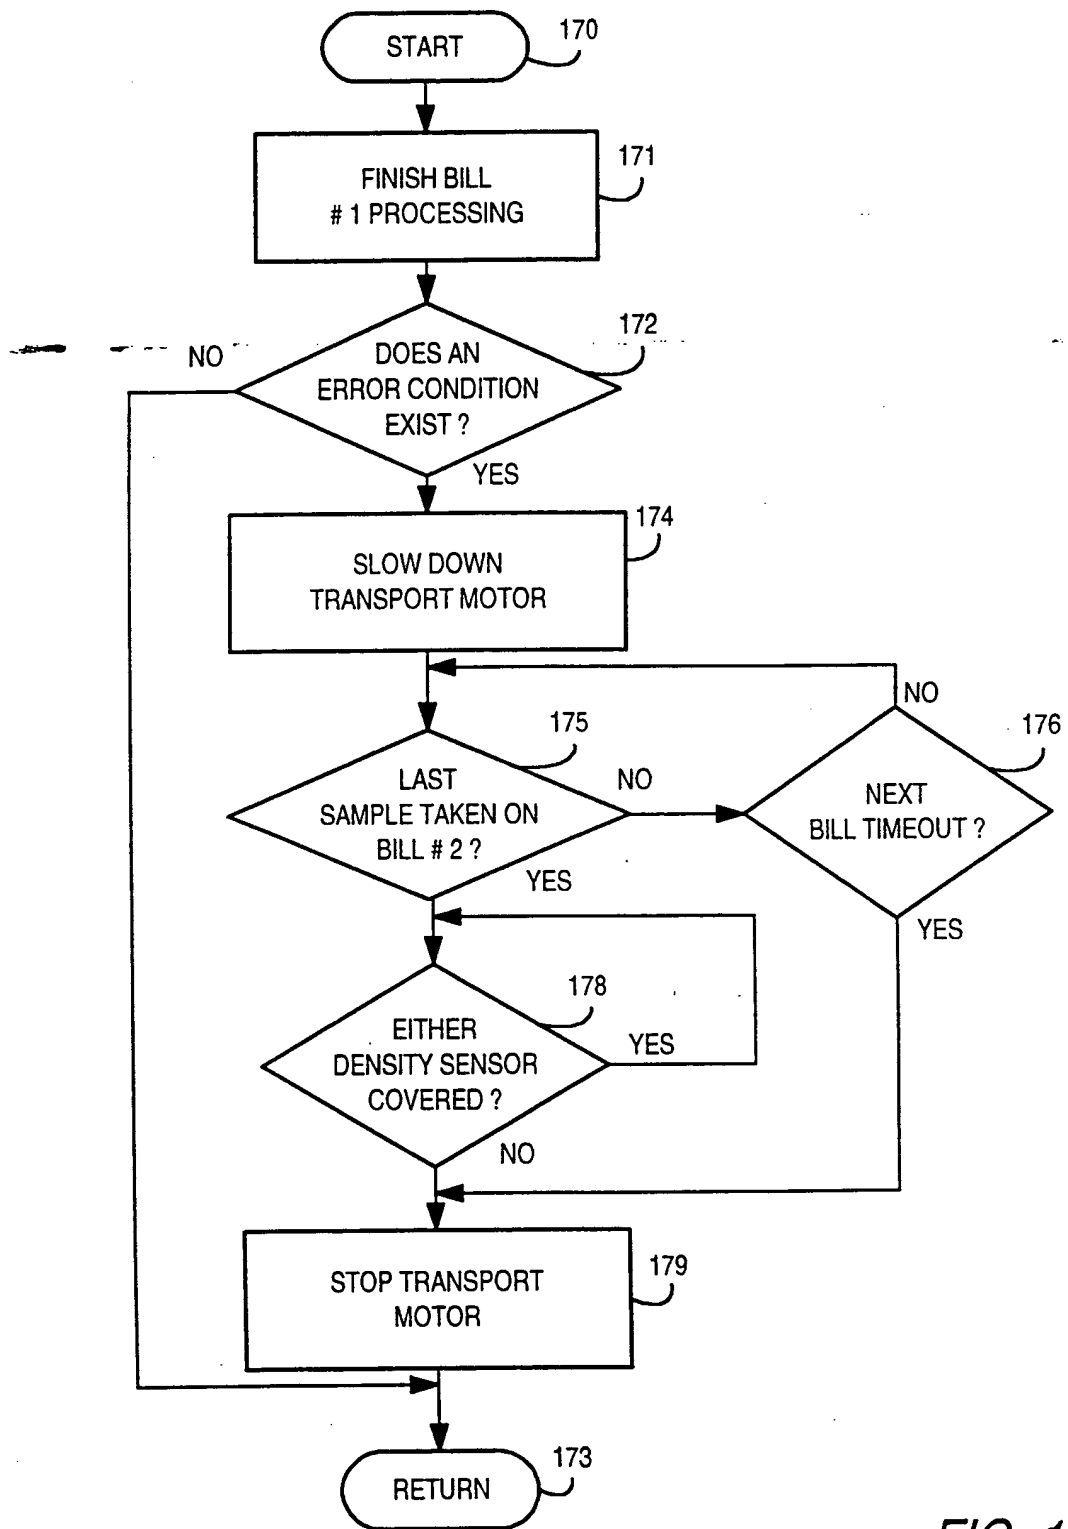 START
170
FINISH BILL
# 1 PROCESSING
171
DOES AN
ERROR CONDITION
EXIST ?
172
NO
YES
SLOW DOWN
TRANSPORT MOTOR
174
LAST
SAMPLE TAKEN ON
BILL # 2 ?
175
NO
YES
NEXT
BILL TIMEOUT ?
176
NO
YES
EITHER
DENSITY SENSOR
COVERED ?
178
YES
NO
STOP TRANSPORT
MOTOR
179
RETURN
173